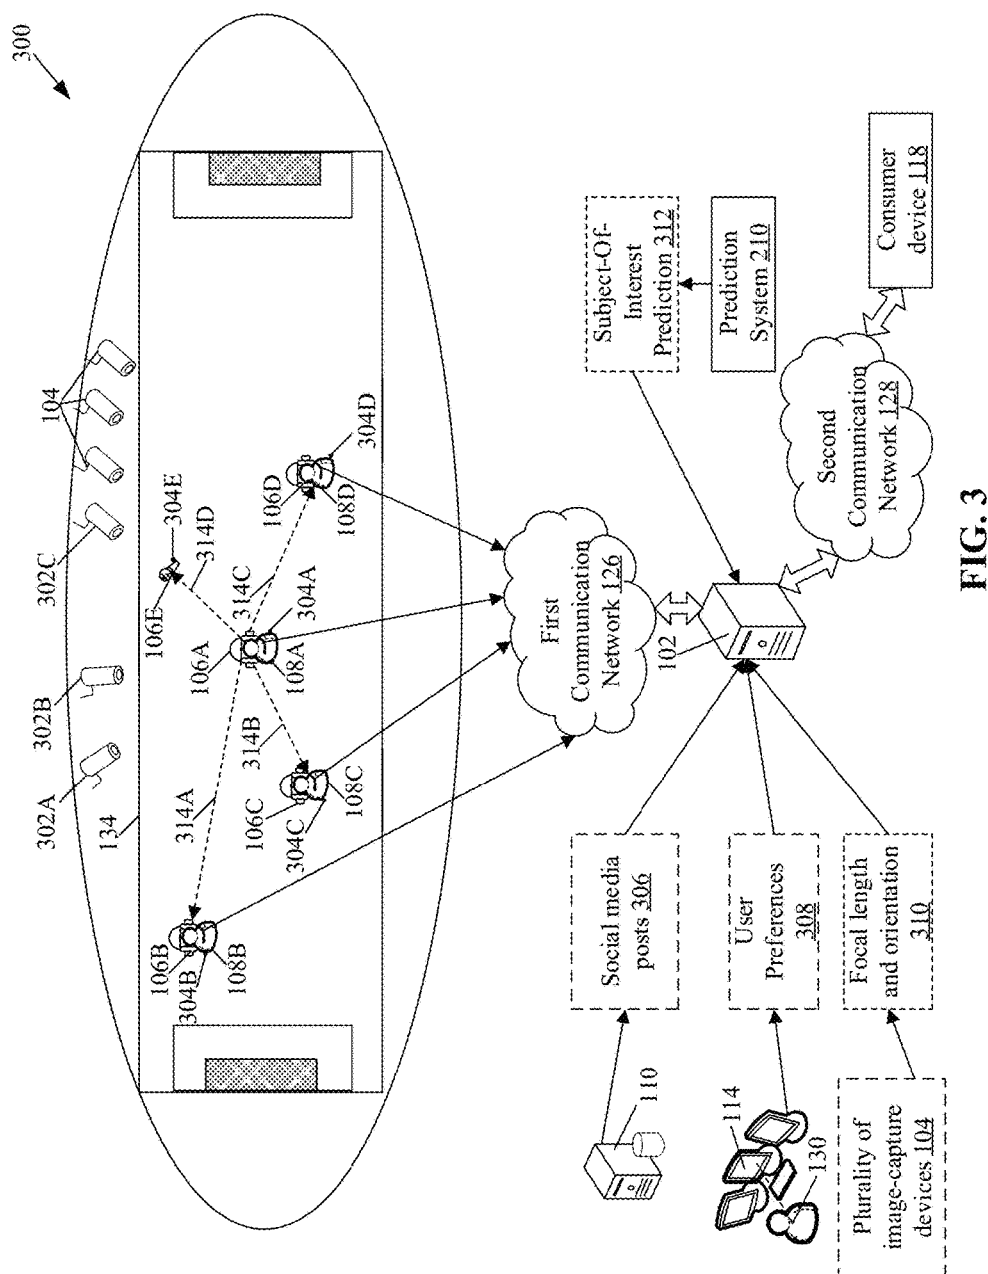 300
104
302C
302B
302A
134
304E
314D
106E
106D
304D
108D
314C
304A
106A
108A
314B
314A
106C
304C
108C
106B
304B
108B
First
Communication
Network 126
102
Subject-Of-
Interest
Prediction 312
Prediction
System 210
Second
Communication
Network 128
Consumer
device 118
Social media
posts 306
User
Preferences
308
Focal length
and orientation
310
110
114
130
Plurality of
image-capture
devices 104
FIG. 3